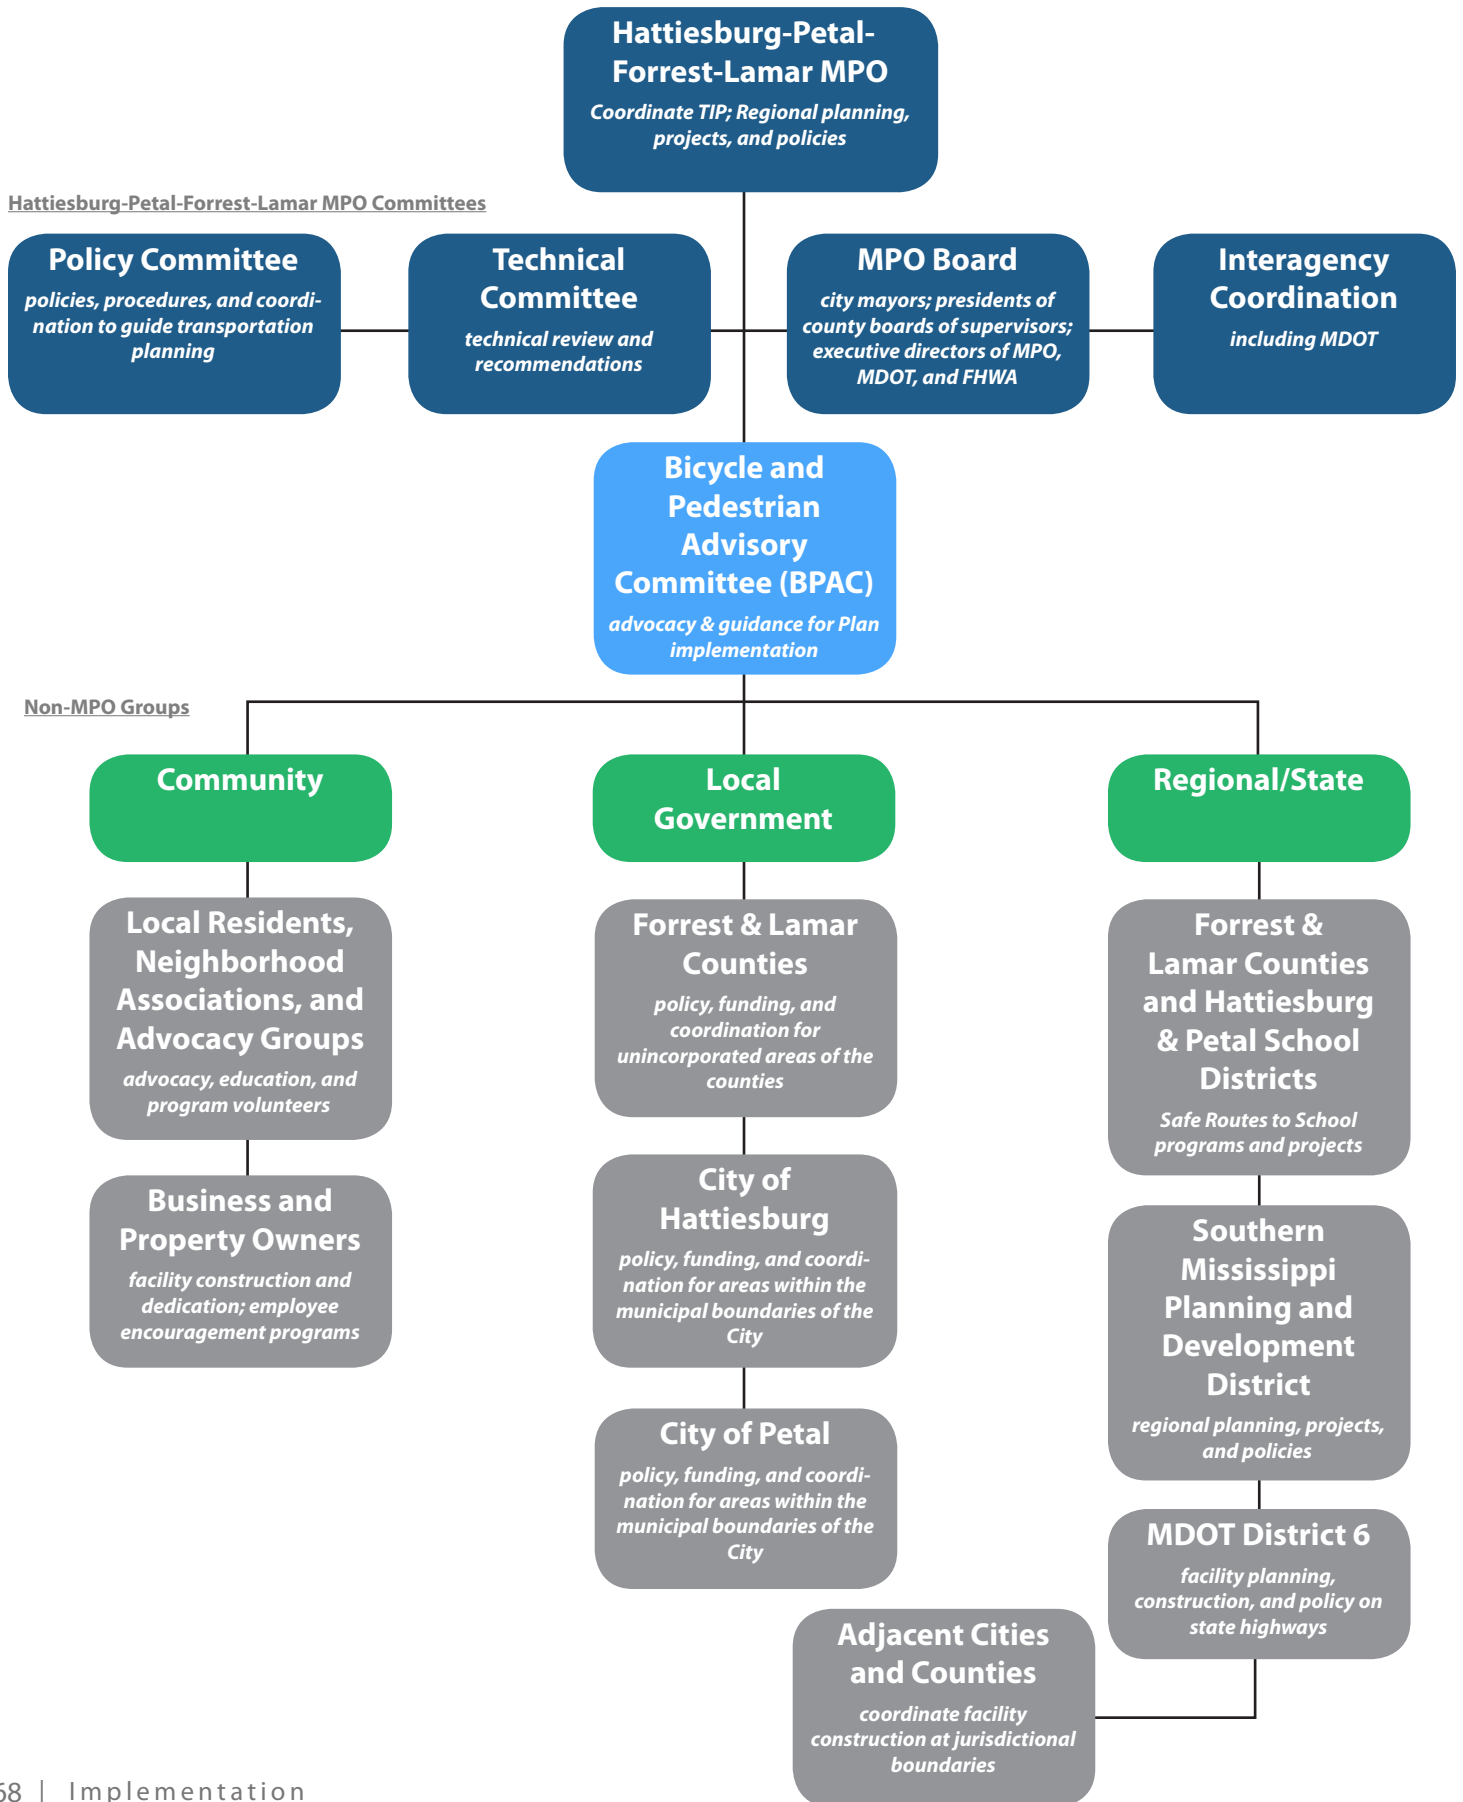 Hattiesburg-Petal-
Forrest-Lamar MPO
Coordinate TIP; Regional planning,
projects, and policies
Hattiesburg-Petal-Forrest-Lamar MPO Committees
Policy Committee
policies, procedures, and coordi-
nation to guide transportation
planning
Technical
Committee
technical review and
recommendations
MPO Board
city mayors; presidents of
county boards of supervisors;
executive directors of MPO,
MDOT, and FHWA
Interagency
Coordination
including MDOT
Bicycle and
Pedestrian
Advisory
Committee (BPAC)
advocacy & guidance for Plan
implementation
Non-MPO Groups
Community
Local Residents,
Neighborhood
Associations, and
Advocacy Groups
advocacy, education, and
program volunteers
Business and
Property Owners
facility construction and
dedication; employee
encouragement programs
Local
Government
Forrest & Lamar
Counties
policy, funding, and
coordination for
unincorporated areas of the
counties
City of
Hattiesburg
policy, funding, and coordi-
nation for areas within the
municipal boundaries of the
City
City of Petal
policy, funding, and coordi-
nation for areas within the
municipal boundaries of the
City
Regional/State
Forrest &
Lamar Counties
and Hattiesburg
& Petal School
Districts
Safe Routes to School
programs and projects
Southern
Mississippi
Planning and
Development
District
regional planning, projects,
and policies
MDOT District 6
facility planning,
construction, and policy on
state highways
Adjacent Cities
and Counties
coordinate facility
construction at jurisdictional
boundaries
68 | Implementation